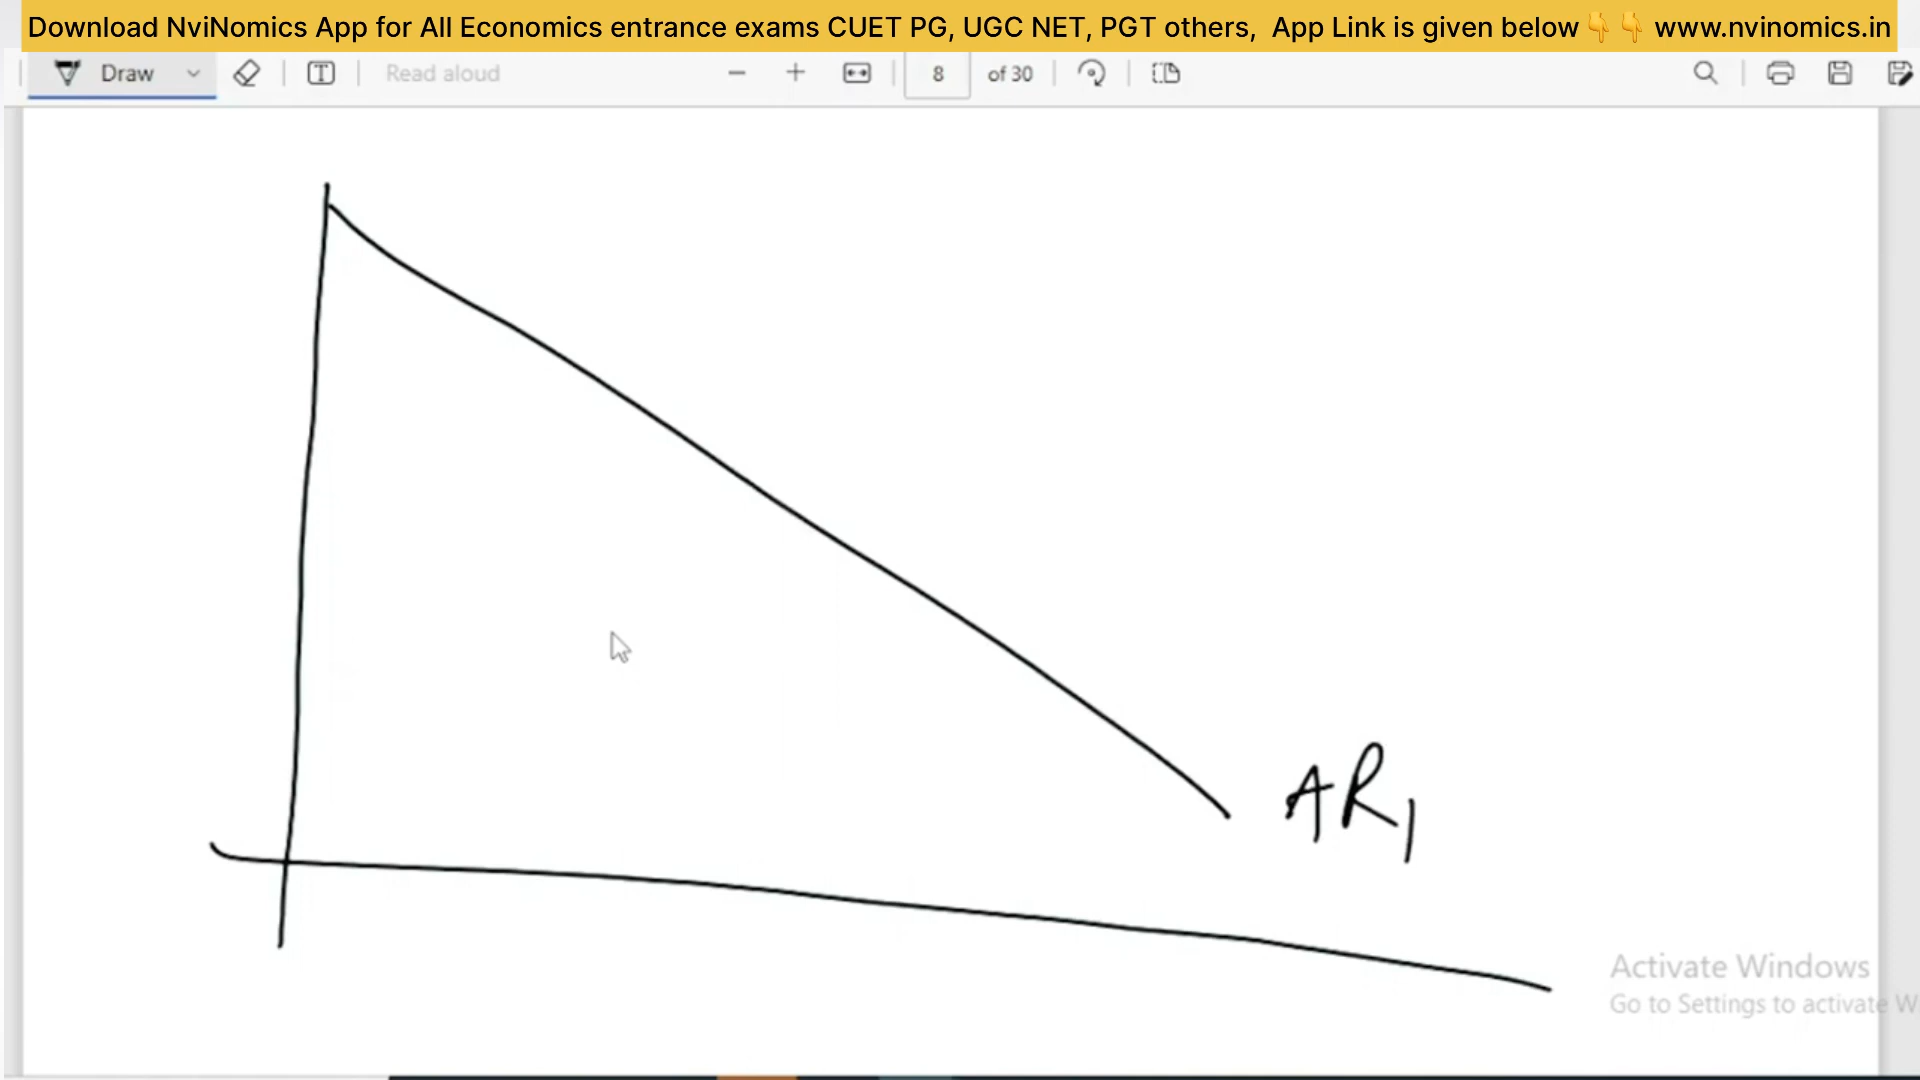 Download NviNomics App for All Economics entrance exams CUET PG, UGC NET, PGT others, App Link is given below👇👇 www.nvinomics.in
Draw Read aloud 8 of 30
AR1
Activate Windows
Go to Settings to activate W